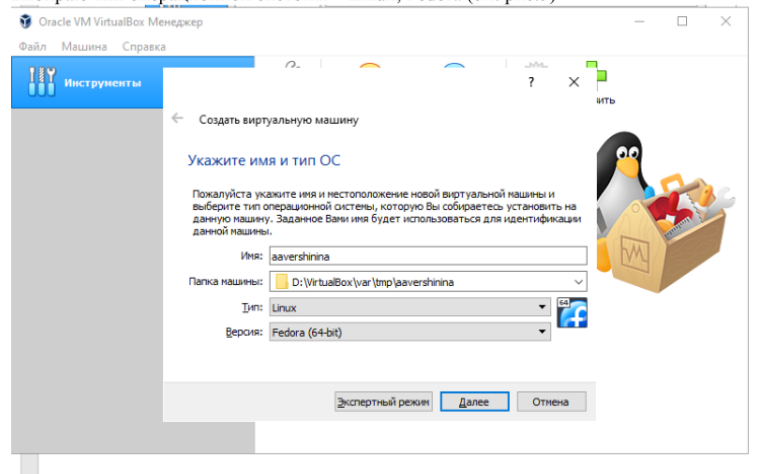 Oracle VM VirtualBox Менеджер
Файл Машина Справка
Инструменты
?
ить
Создать виртуальную машину
Укажите имя и тип ОС
Пожалуйста укажите имя и местоположение новой виртуальной машины и
выберите тип операционной системы, которую Вы собираетесь установить на
данную машину. Заданное Вами имя будет использоваться для идентификации
данной машины.
Имя: aavershinina
Папка машины: D:\VirtualBox\var\tmp\aavershinina
Тип: Linux
64
Версия: Fedora (64-bit)
Экспертный режим Далее Отмена